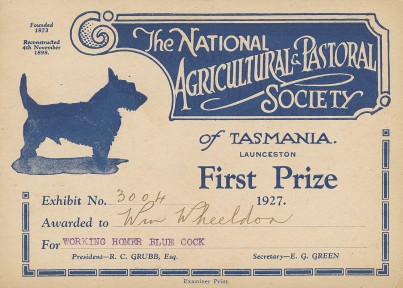 Founded
1873
Reconstructed
4th November
1898.
The NATIONAL
AGRICULTURAL & PASTORAL
SOCIETY
of TASMANIA.
LAUNCESTON
First Prize
Exhibit No. 3004 1927.
Awarded to Wm Wheeldon
For WORKING HOMER BLUE COCK
President—R. C. GRUBB, Esq. Secretary—E. G. GREEN
Examiner Print.